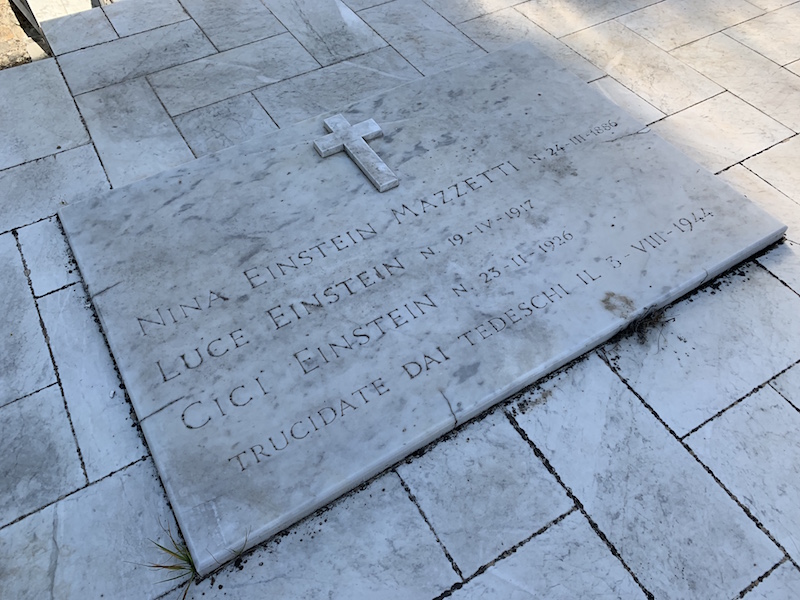 NINA EINSTEIN MAZZETTI N. 24-III-1886
LUCE EINSTEIN N. 19-IV-1917
CICI EINSTEIN N. 23-II-1926
TRUCIDATE DAI TEDESCHI IL 3-VIII-1944